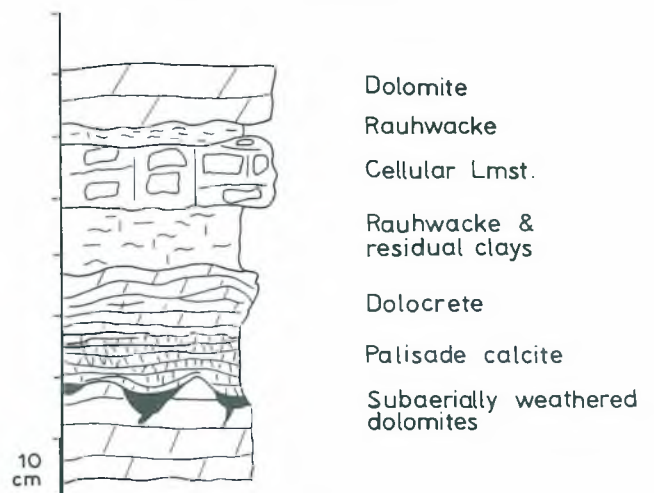 Dolomite
Rauhwacke
Cellular Lmst.
Rauhwacke &
residual clays
Dolocrete
Palisade calcite
Subaerially weathered
dolomites
10
cm